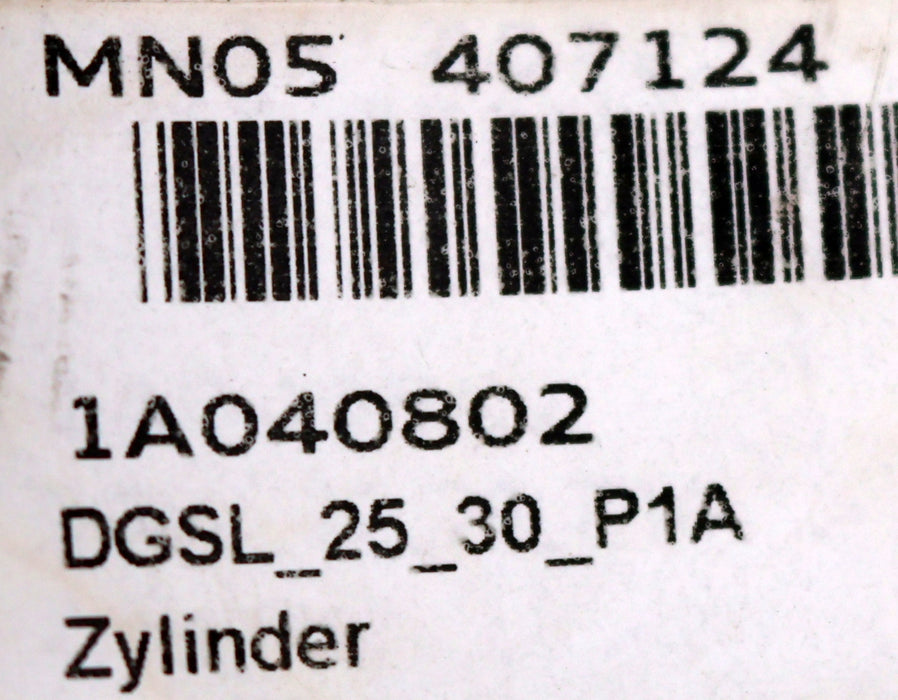 MN05 407124
1A040802
DGSL_25_30_P1A
Zylinder